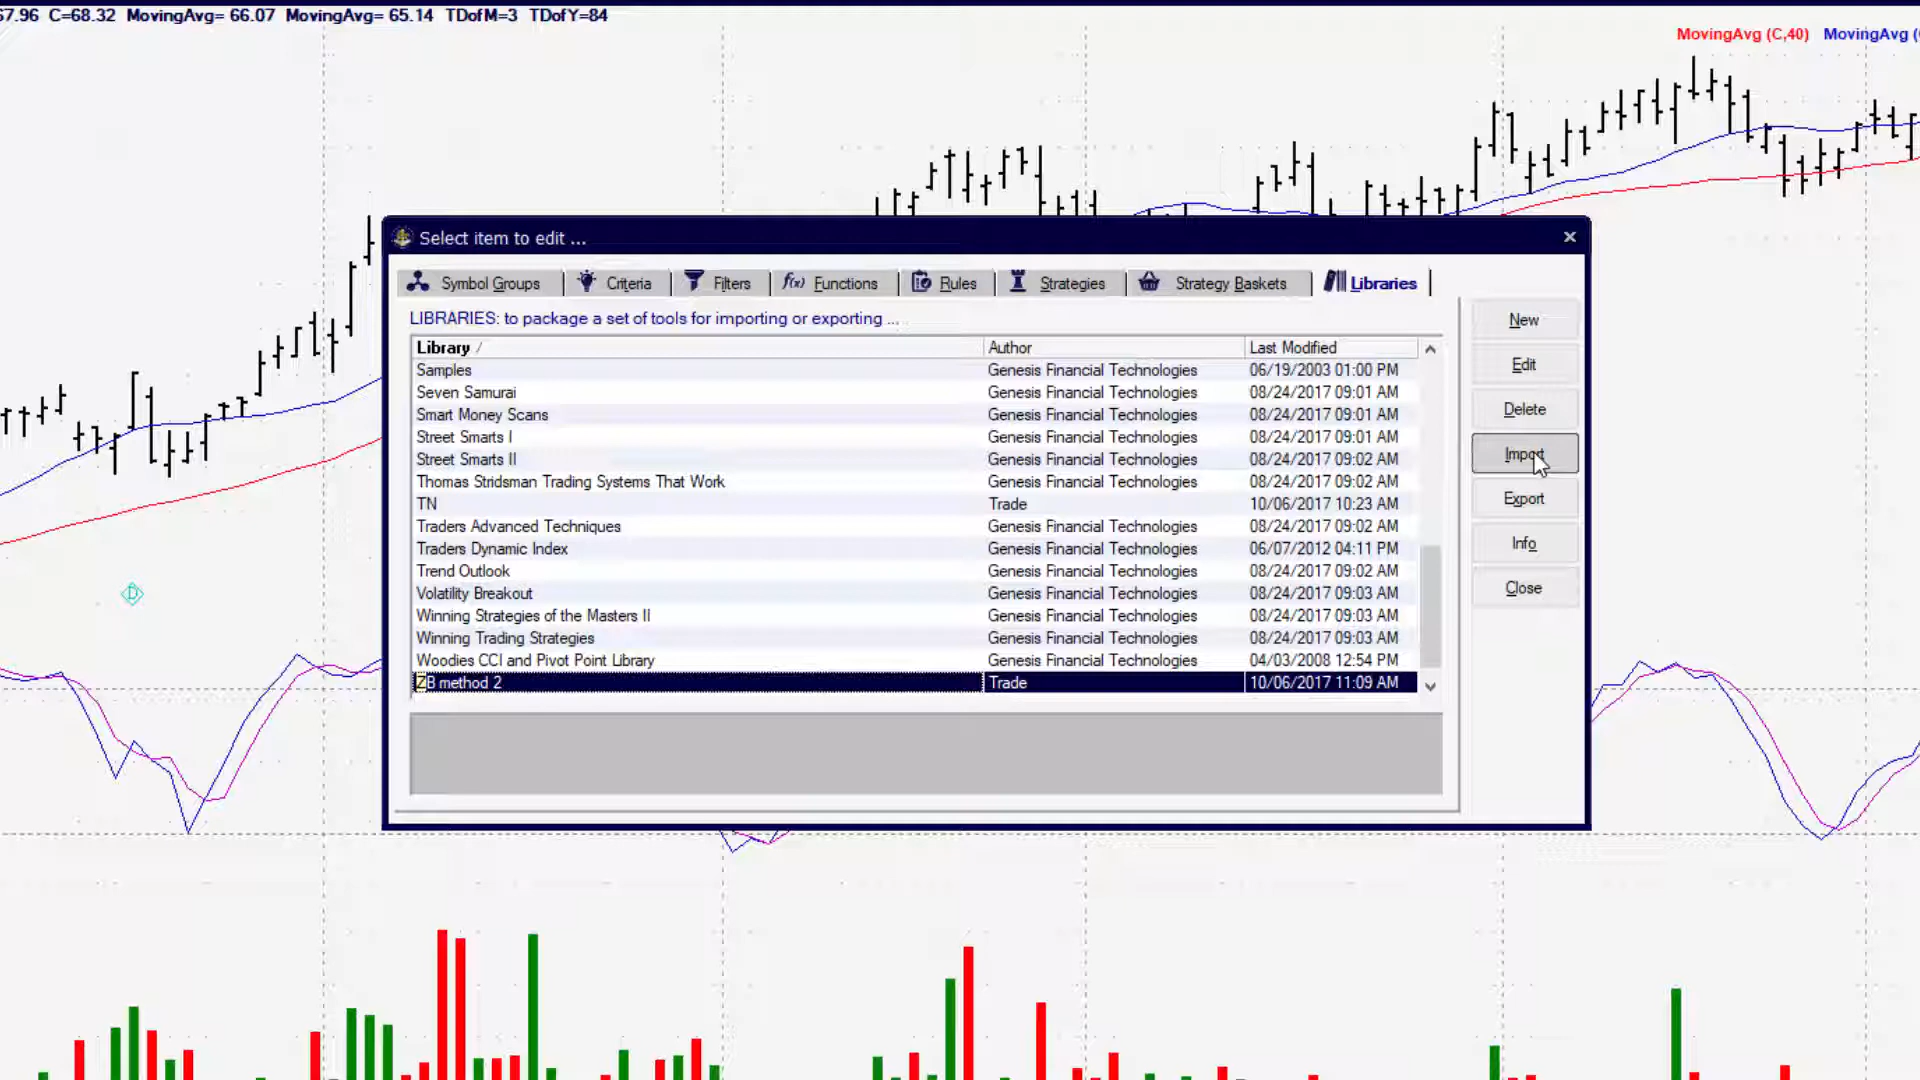 57.96 C=68.32 MovingAvg= 66.07 MovingAvg= 65.14 TDofM=3 TDofY=84
MovingAvg (C,40) MovingAvg (
Select item to edit ...
Symbol Groups Criteria Filters f(x) Functions Rules Strategies Strategy Baskets Libraries
LIBRARIES: to package a set of tools for importing or exporting ...
Library / Author Last Modified
Samples Genesis Financial Technologies 06/19/2003 01:00 PM
Seven Samurai Genesis Financial Technologies 08/24/2017 09:01 AM
Smart Money Scans Genesis Financial Technologies 08/24/2017 09:01 AM
Street Smarts I Genesis Financial Technologies 08/24/2017 09:01 AM
Street Smarts II Genesis Financial Technologies 08/24/2017 09:02 AM
Thomas Stridsman Trading Systems That Work Genesis Financial Technologies 08/24/2017 09:02 AM
TN Trade 10/06/2017 10:23 AM
Traders Advanced Techniques Genesis Financial Technologies 08/24/2017 09:02 AM
Traders Dynamic Index Genesis Financial Technologies 06/07/2012 04:11 PM
Trend Outlook Genesis Financial Technologies 08/24/2017 09:02 AM
Volatility Breakout Genesis Financial Technologies 08/24/2017 09:03 AM
Winning Strategies of the Masters II Genesis Financial Technologies 08/24/2017 09:03 AM
Winning Trading Strategies Genesis Financial Technologies 08/24/2017 09:03 AM
Woodies CCI and Pivot Point Library Genesis Financial Technologies 04/03/2008 12:54 PM
ZB method 2 Trade 10/06/2017 11:09 AM
New
Edit
Delete
Import
Export
Info
Close
D